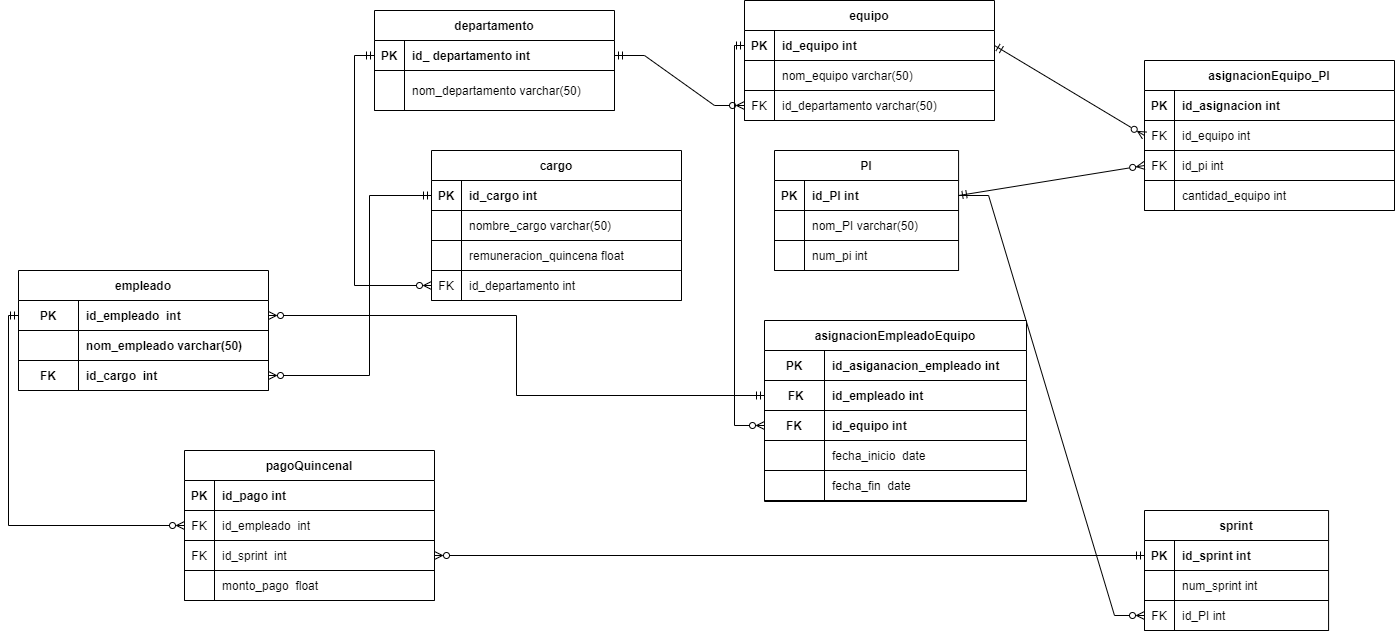 departamento
PK id_ departamento int
nom_departamento varchar(50)
equipo
PK id_equipo int
nom_equipo varchar(50)
FK id_departamento varchar(50)
asignacionEquipo_PI
PK id_asignacion int
FK id_equipo int
FK id_pi int
cantidad_equipo int
cargo
PK id_cargo int
nombre_cargo varchar(50)
remuneracion_quincena float
FK id_departamento int
PI
PK id_PI int
nom_PI varchar(50)
num_pi int
empleado
PK id_empleado int
nom_empleado varchar(50)
FK id_cargo int
asignacionEmpleadoEquipo
PK id_asiganacion_empleado int
FK id_empleado int
FK id_equipo int
fecha_inicio date
fecha_fin date
pagoQuincenal
PK id_pago int
FK id_empleado int
FK id_sprint int
monto_pago float
sprint
PK id_sprint int
num_sprint int
FK id_PI int